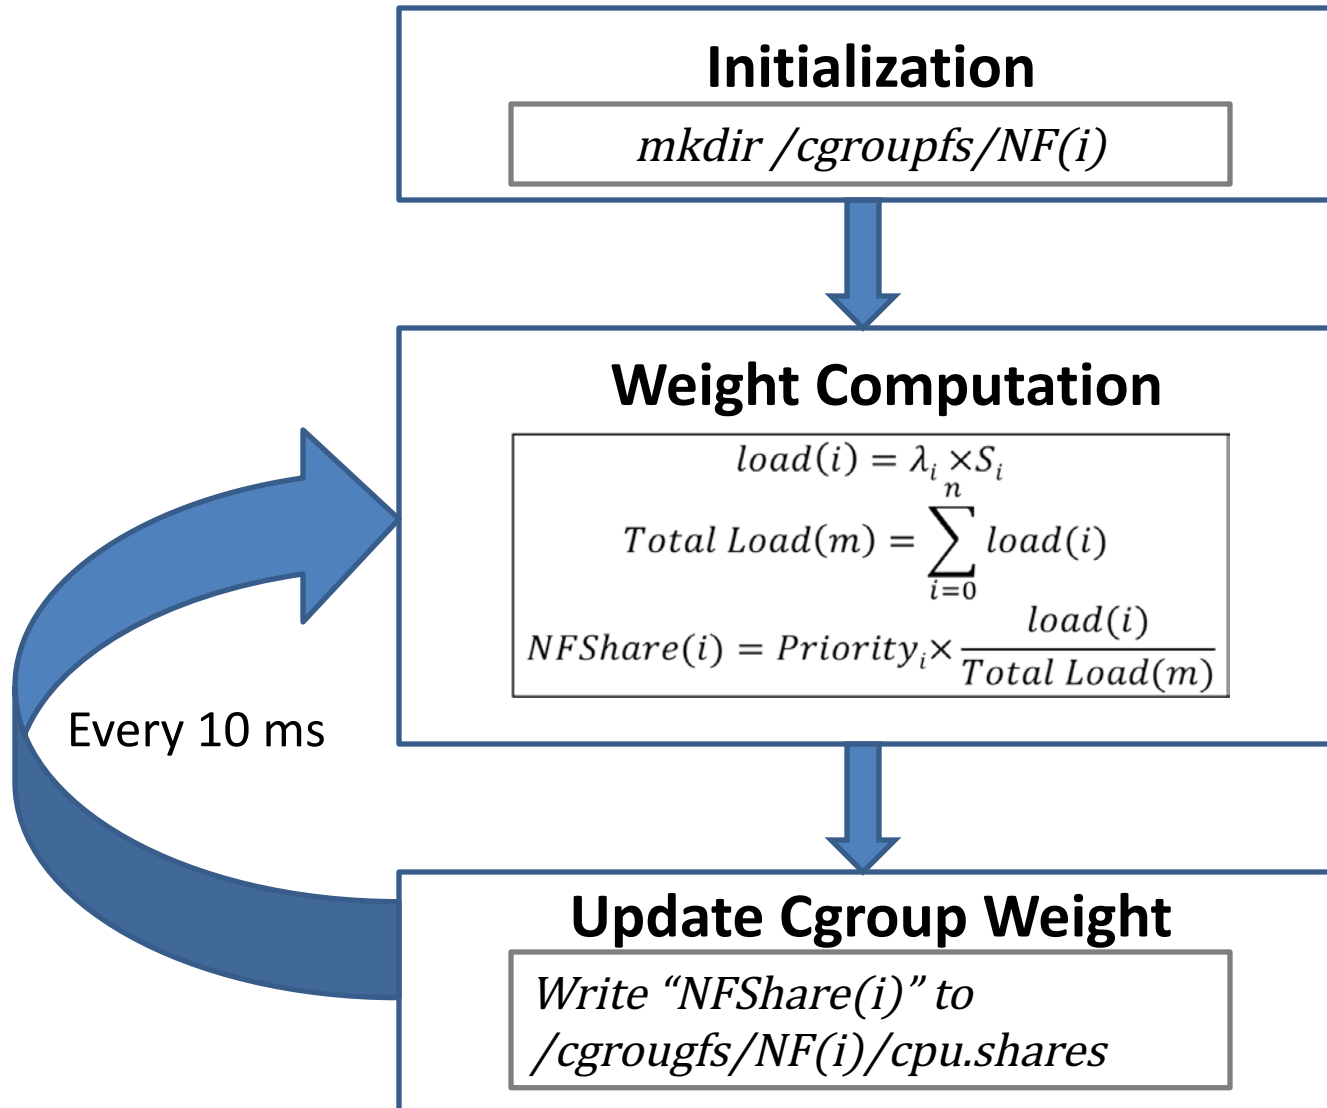 Initialization
mkdir /cgroupfs/NF(i)
Weight Computation
load(i) = λᵢ ×Sᵢ
Total Load(m) = ∑ⁿᵢ₌₀ load(i)
NFShare(i) = Priorityᵢ× load(i) / Total Load(m)
Every 10 ms
Update Cgroup Weight
Write “NFShare(i)” to
/cgrougfs/NF(i)/cpu.shares